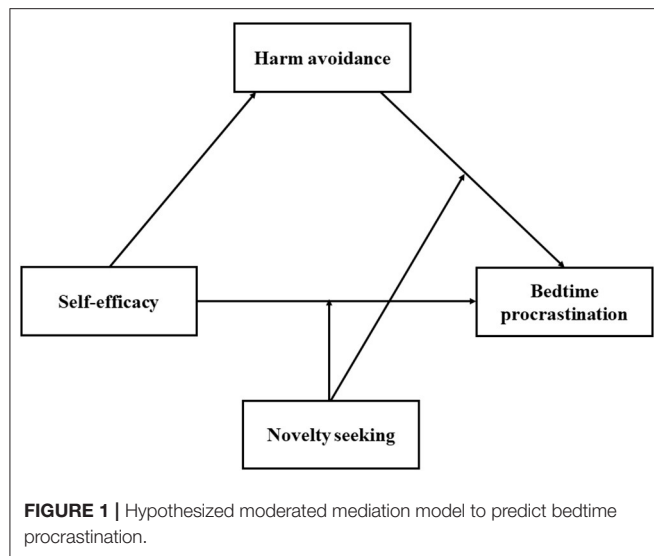 Harm avoidance
Self-efficacy
Bedtime
procrastination
Novelty seeking
FIGURE 1 | Hypothesized moderated mediation model to predict bedtime
procrastination.